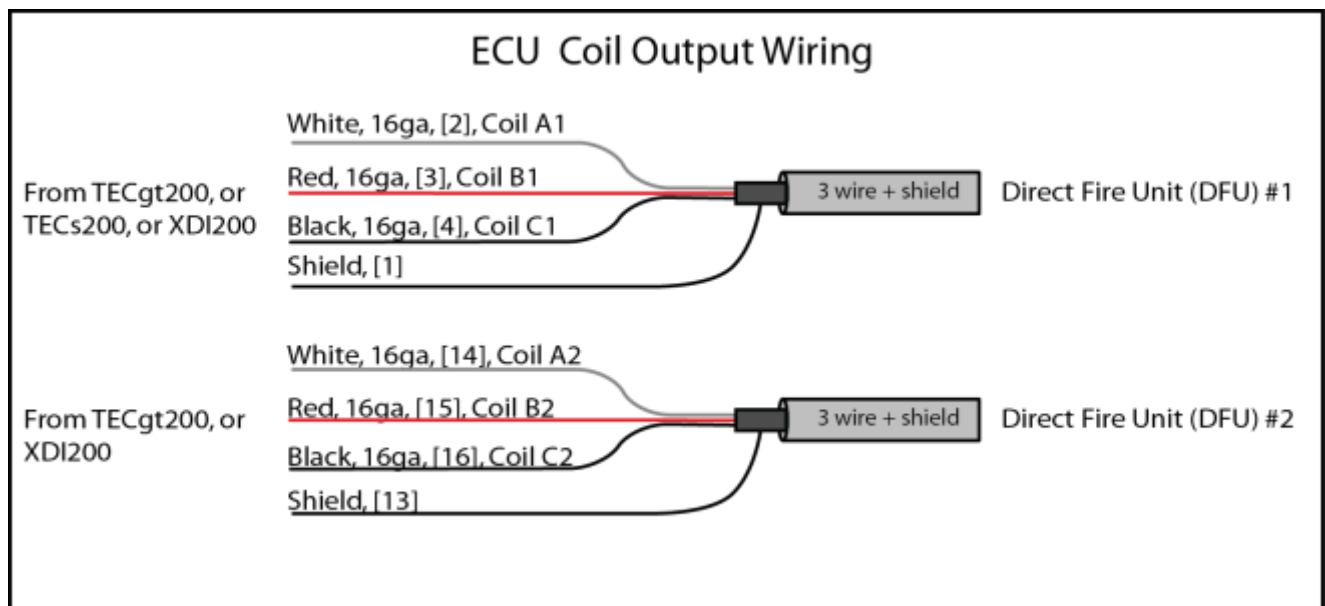 ECU Coil Output Wiring
White, 16ga, [2], Coil A1
Red, 16ga, [3], Coil B1
Black, 16ga, [4], Coil C1
Shield, [1]
From TECgt200, or
TECs200, or XDI200
3 wire + shield
Direct Fire Unit (DFU) #1
White, 16ga, [14], Coil A2
Red, 16ga, [15], Coil B2
Black, 16ga, [16], Coil C2
Shield, [13]
From TECgt200, or
XDI200
3 wire + shield
Direct Fire Unit (DFU) #2